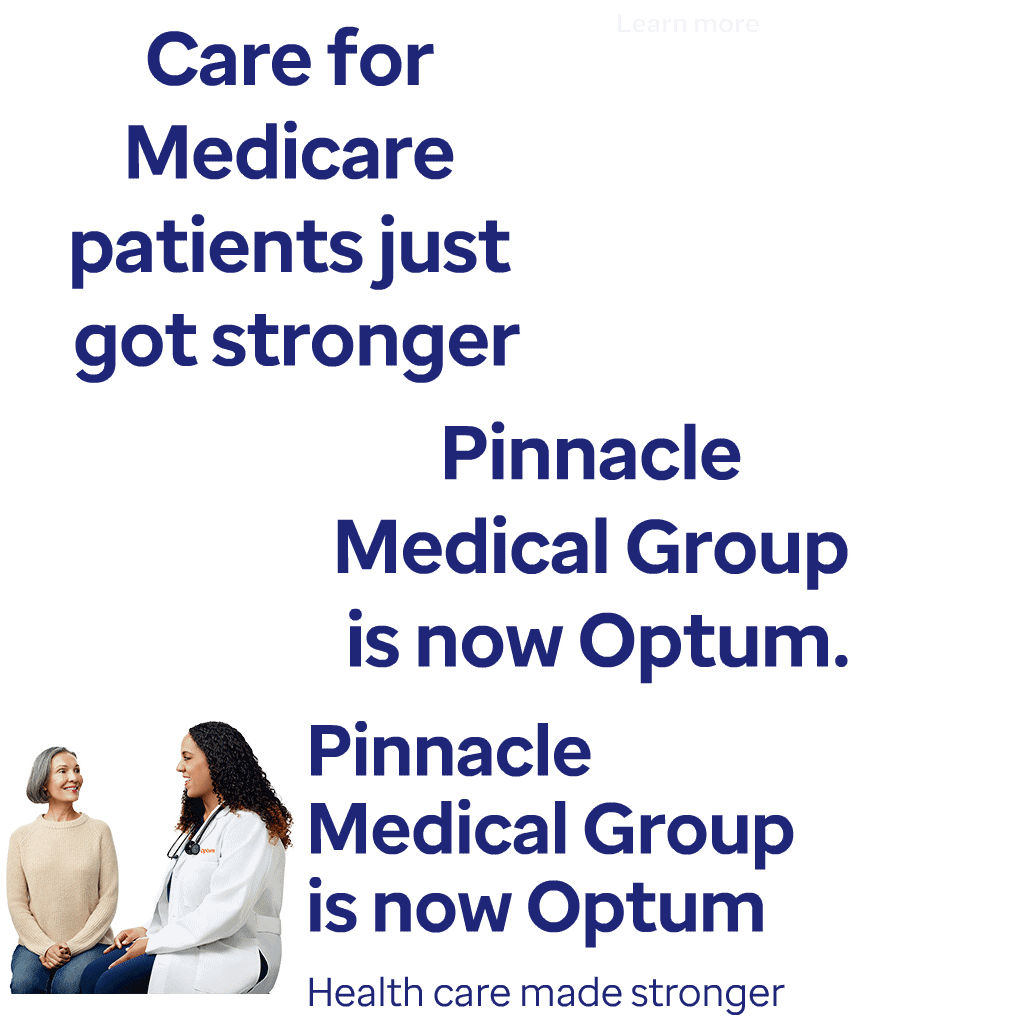 Learn more
Care for
Medicare
patients just
got stronger
Pinnacle
Medical Group
is now Optum.
Pinnacle
Medical Group
is now Optum
Health care made stronger
Optum